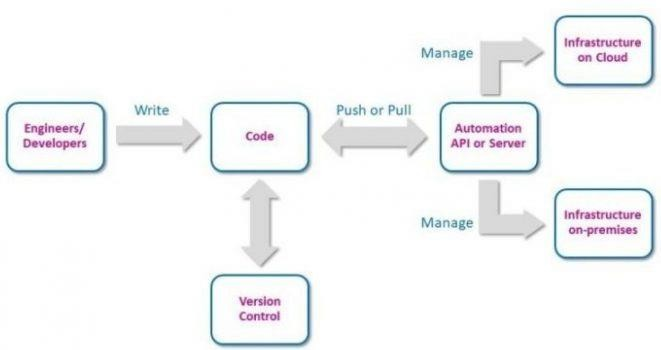 Manage
Infrastructure
on Cloud
Engineers/
Developers
Write
Code
Push or Pull
Automation
API or Server
Manage
Infrastructure
on-premises
Version
Control